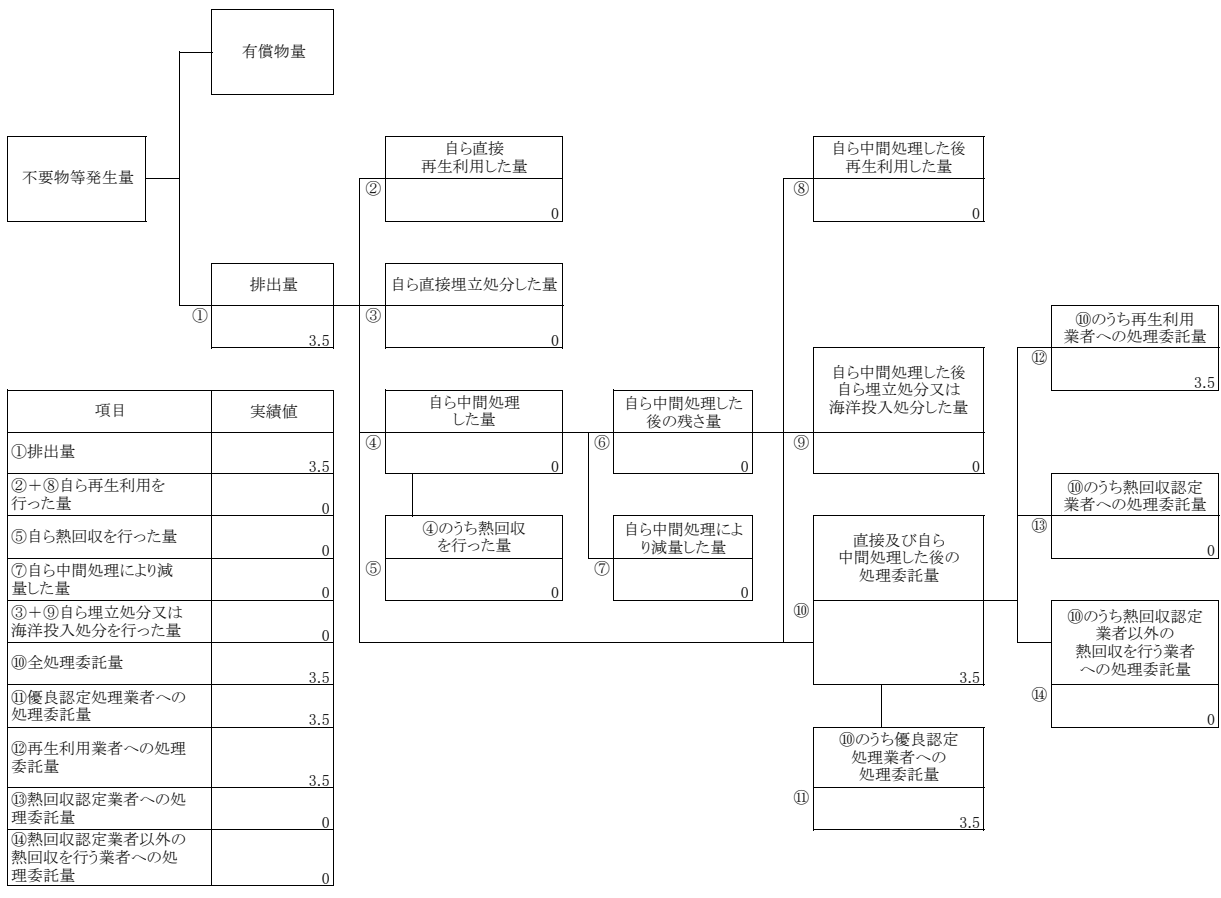 有償物量
不要物等発生量
排出量
①
3.5
自ら直接
再生利用した量
②
0
自ら直接埋立処分した量
③
0
自ら中間処理
した量
④
0
④のうち熱回収
を行った量
⑤
0
自ら中間処理した
後の残さ量
⑥
0
自ら中間処理によ
り減量した量
⑦
0
自ら中間処理した後
再生利用した量
⑧
0
自ら中間処理した後
自ら埋立処分又は
海洋投入処分した量
⑨
0
直接及び自ら
中間処理した後の
処理委託量
⑩
3.5
⑩のうち優良認定
処理業者への
処理委託量
⑪
3.5
⑩のうち再生利用
業者への処理委託量
⑫
3.5
⑩のうち熱回収認定
業者への処理委託量
⑬
0
⑩のうち熱回収認定
業者以外の
熱回収を行う業者
への処理委託量
⑭
0
項目 実績値
①排出量
3.5
②＋⑧自ら再生利用を
行った量
0
⑤自ら熱回収を行った量
0
⑦自ら中間処理により減
量した量
0
③＋⑨自ら埋立処分又は
海洋投入処分を行った量
0
⑩全処理委託量
3.5
⑪優良認定処理業者への
処理委託量
3.5
⑫再生利用業者への処理
委託量
3.5
⑬熱回収認定業者への処
理委託量
0
⑭熱回収認定業者以外の
熱回収を行う業者への処
理委託量
0